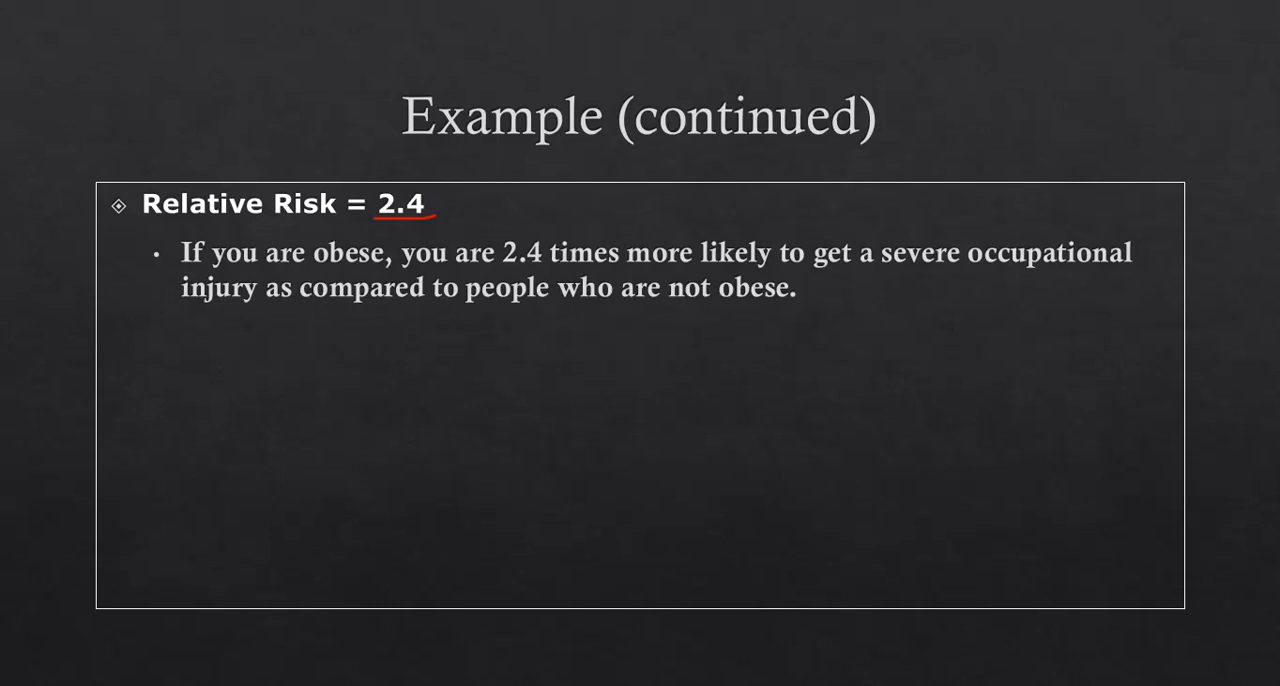 Example (continued)
Relative Risk = 2.4
If you are obese, you are 2.4 times more likely to get a severe occupational
injury as compared to people who are not obese.